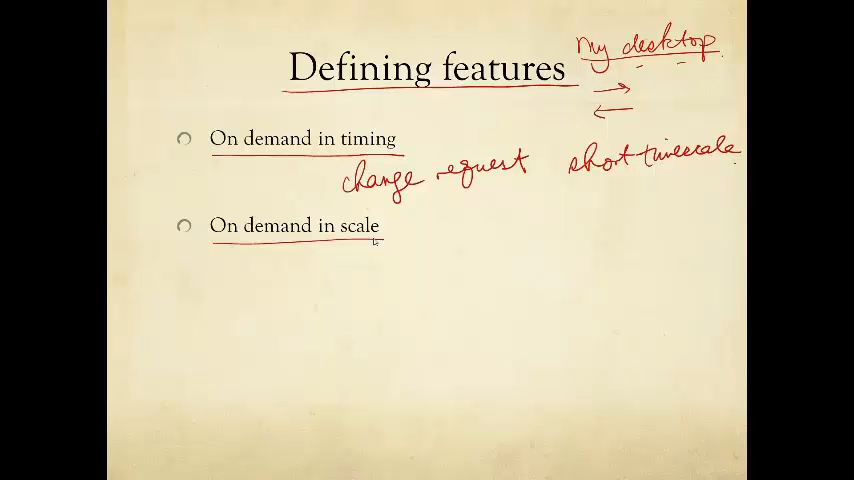 My desktop
Defining features
On demand in timing
change request short timescale
On demand in scale